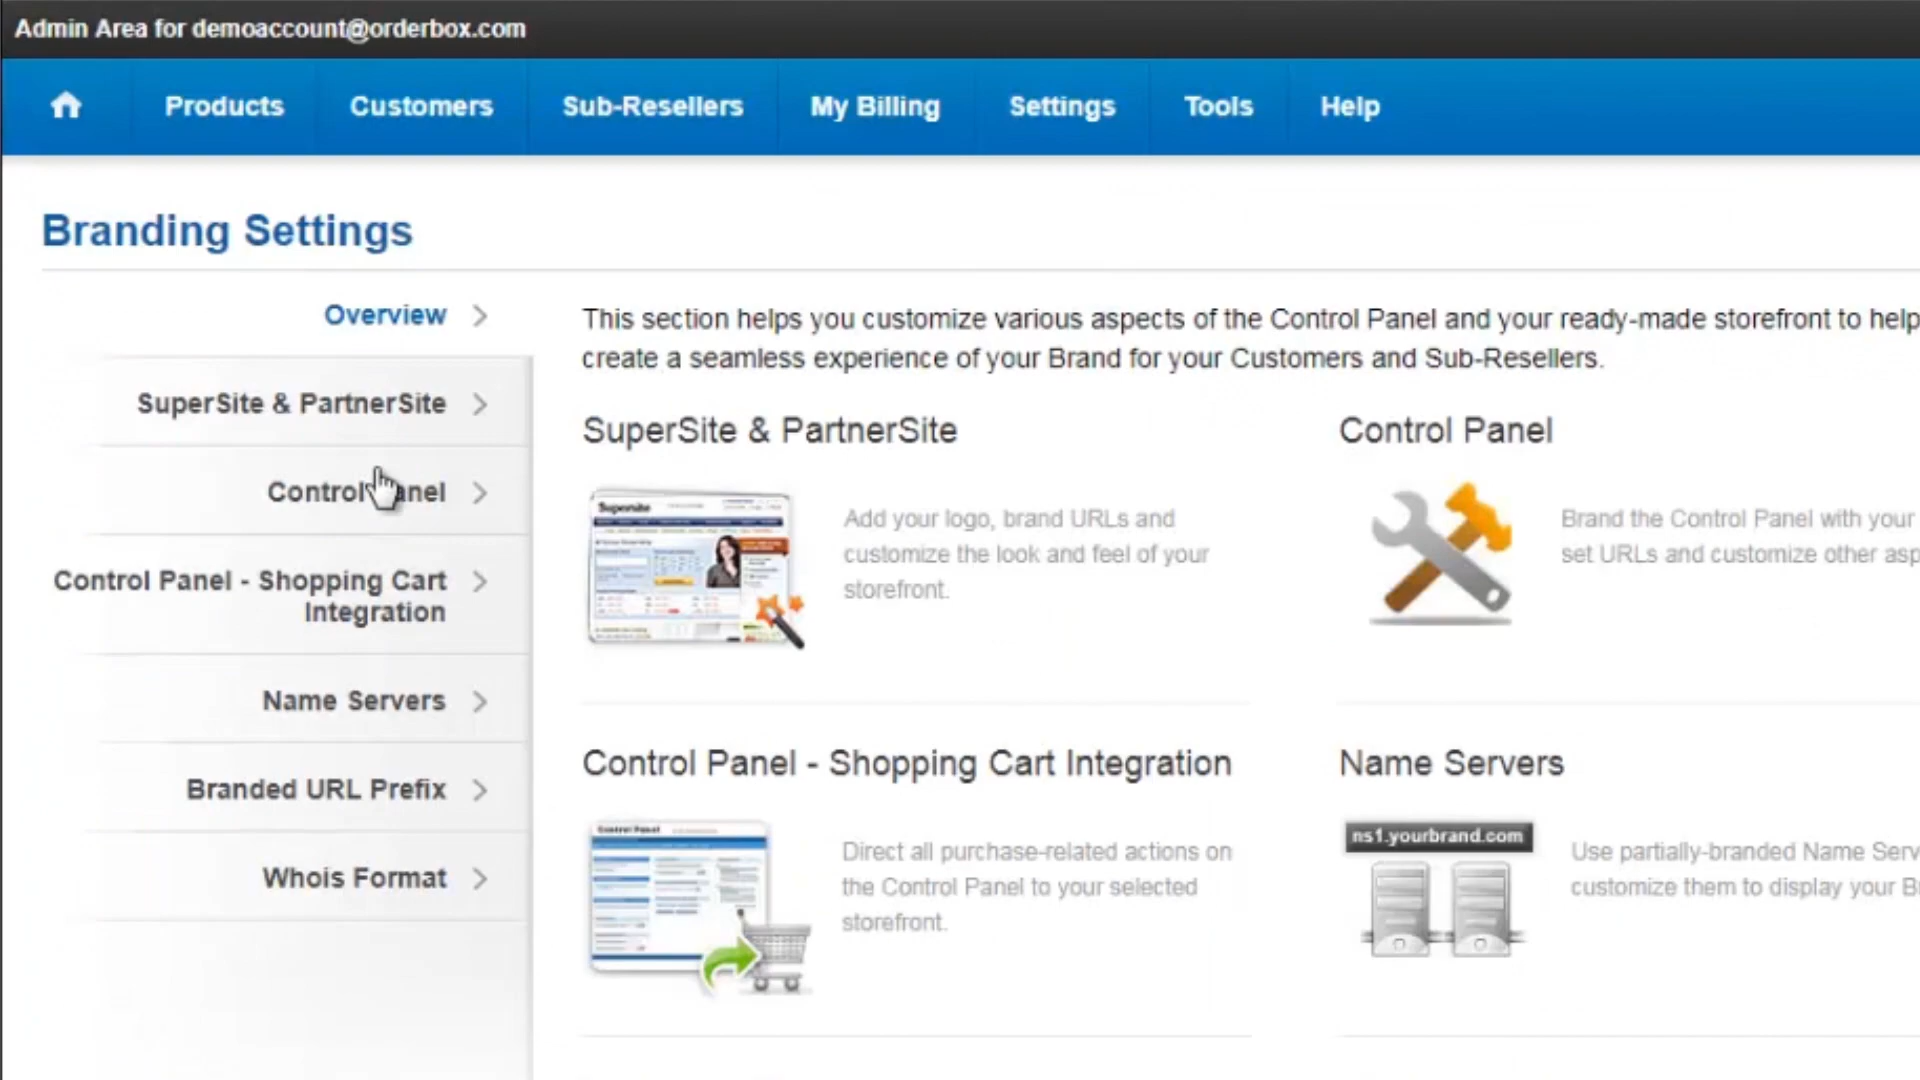 Admin Area for demoaccount@orderbox.com
Products Customers Sub-Resellers My Billing Settings Tools Help
Branding Settings
Overview
SuperSite & PartnerSite
Control Panel
Control Panel - Shopping Cart
Integration
Name Servers
Branded URL Prefix
Whois Format
This section helps you customize various aspects of the Control Panel and your ready-made storefront to help
create a seamless experience of your Brand for your Customers and Sub-Resellers.
SuperSite & PartnerSite
Supersite
Add your logo, brand URLs and
customize the look and feel of your
storefront.
Control Panel
Brand the Control Panel with your
set URLs and customize other asp
Control Panel - Shopping Cart Integration
Control Panel
Direct all purchase-related actions on
the Control Panel to your selected
storefront.
Name Servers
ns1.yourbrand.com
Use partially-branded Name Serv
customize them to display your B